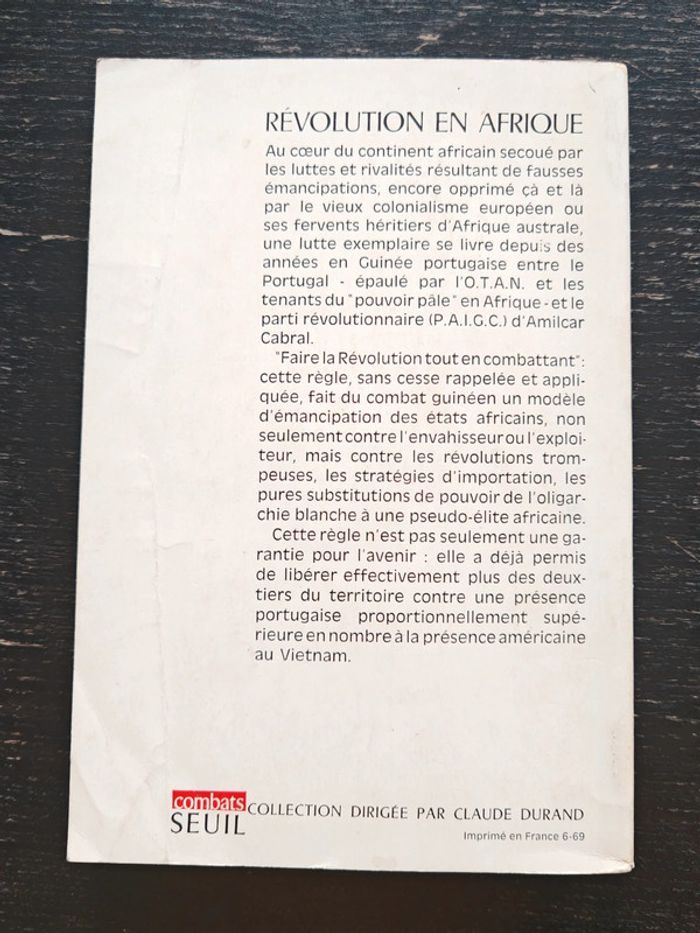 RÉVOLUTION EN AFRIQUE
Au cœur du continent africain secoué par
les luttes et rivalités résultant de fausses
émancipations, encore opprimé çà et là
par le vieux colonialisme européen ou
ses fervents héritiers d'Afrique australe,
une lutte exemplaire se livre depuis des
années en Guinée portugaise entre le
Portugal - épaulé par l'O.T.A.N. et les
tenants du "pouvoir pâle" en Afrique - et le
parti révolutionnaire (P.A.I.G.C.) d'Amilcar
Cabral.
"Faire la Révolution tout en combattant":
cette règle, sans cesse rappelée et appli-
quée, fait du combat guinéen un modèle
d'émancipation des états africains, non
seulement contre l'envahisseur ou l'exploi-
teur, mais contre les révolutions trom-
peuses, les stratégies d'importation, les
pures substitutions de pouvoir de l'oligar-
chie blanche à une pseudo-élite africaine.
Cette règle n'est pas seulement une ga-
rantie pour l'avenir : elle a déjà permis
de libérer effectivement plus des deux-
tiers du territoire contre une présence
portugaise proportionnellement supé-
rieure en nombre à la présence américaine
au Vietnam.
combats
SEUIL
COLLECTION DIRIGÉE PAR CLAUDE DURAND
Imprimé en France 6-69